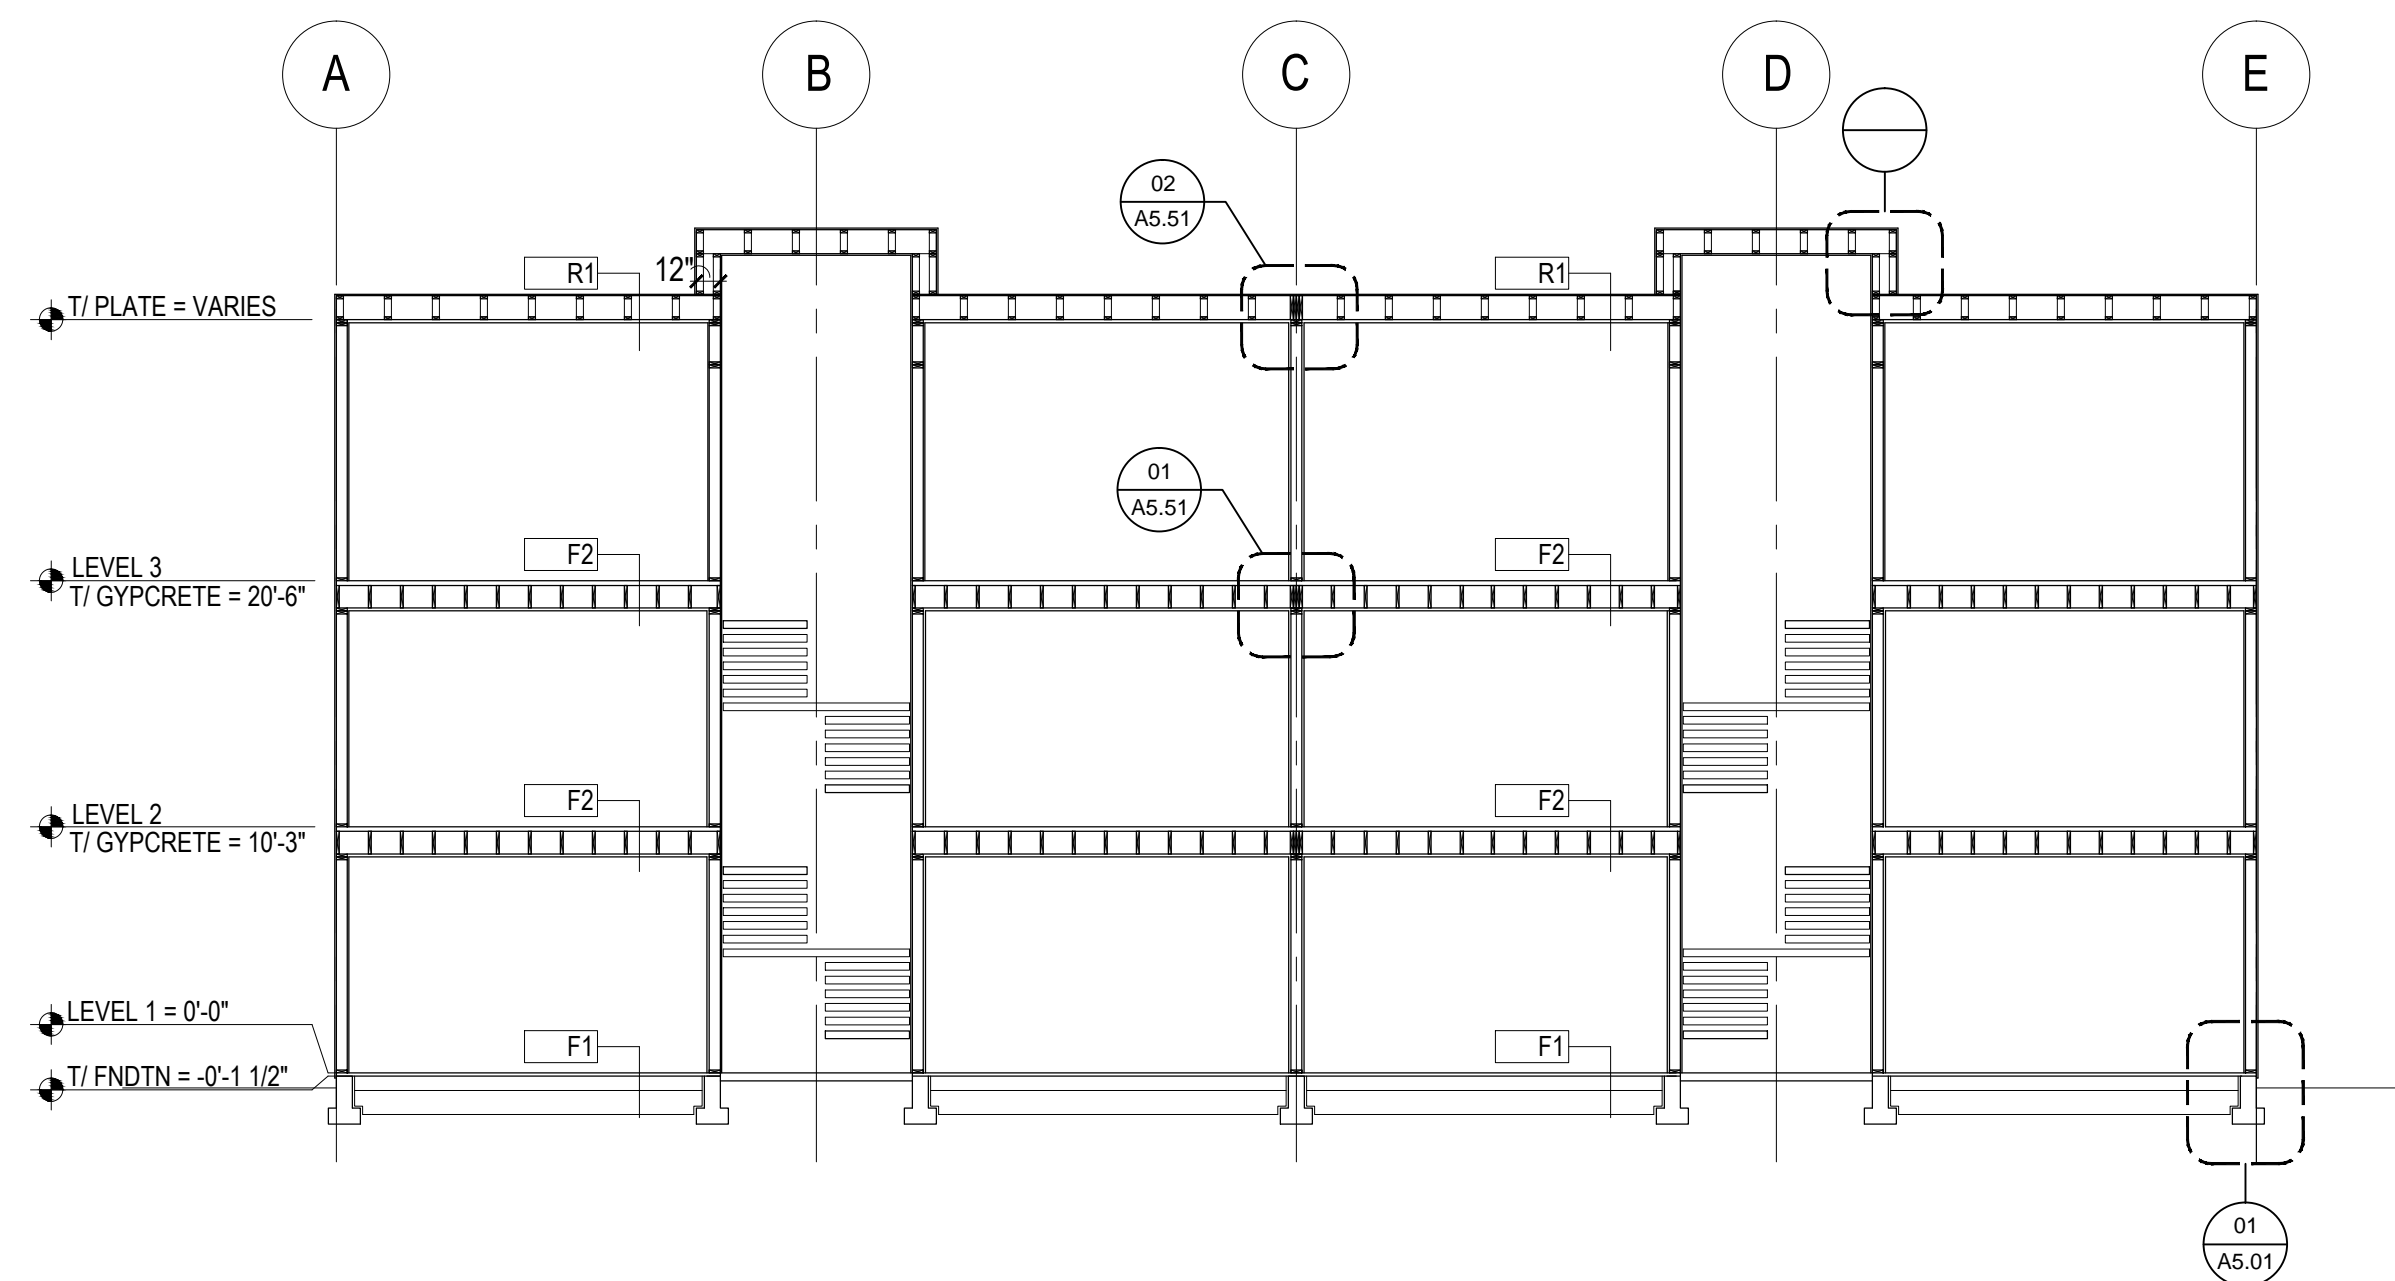 A
B
C
D
E
02
A5.51
R1
12"
R1
T/ PLATE = VARIES
01
A5.51
F2
F2
LEVEL 3
T/ GYPCRETE = 20'-6"
F2
F2
LEVEL 2
T/ GYPCRETE = 10'-3"
LEVEL 1 = 0'-0"
F1
F1
T/ FNDTN = -0'-1 1/2"
01
A5.01